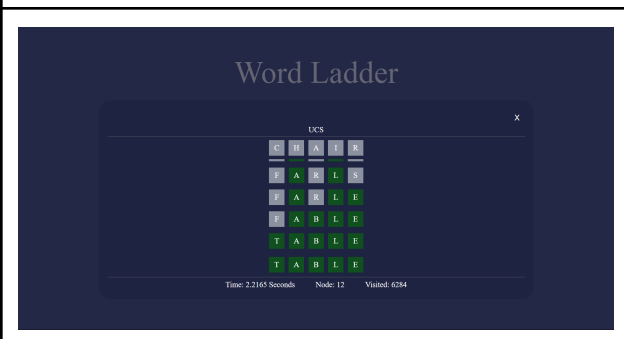 Word Ladder
X
UCS
C H A I R
F A R L S
F A R L E
F A B L E
T A B L E
T A B L E
Time: 2.2165 Seconds Node: 12 Visited: 6284